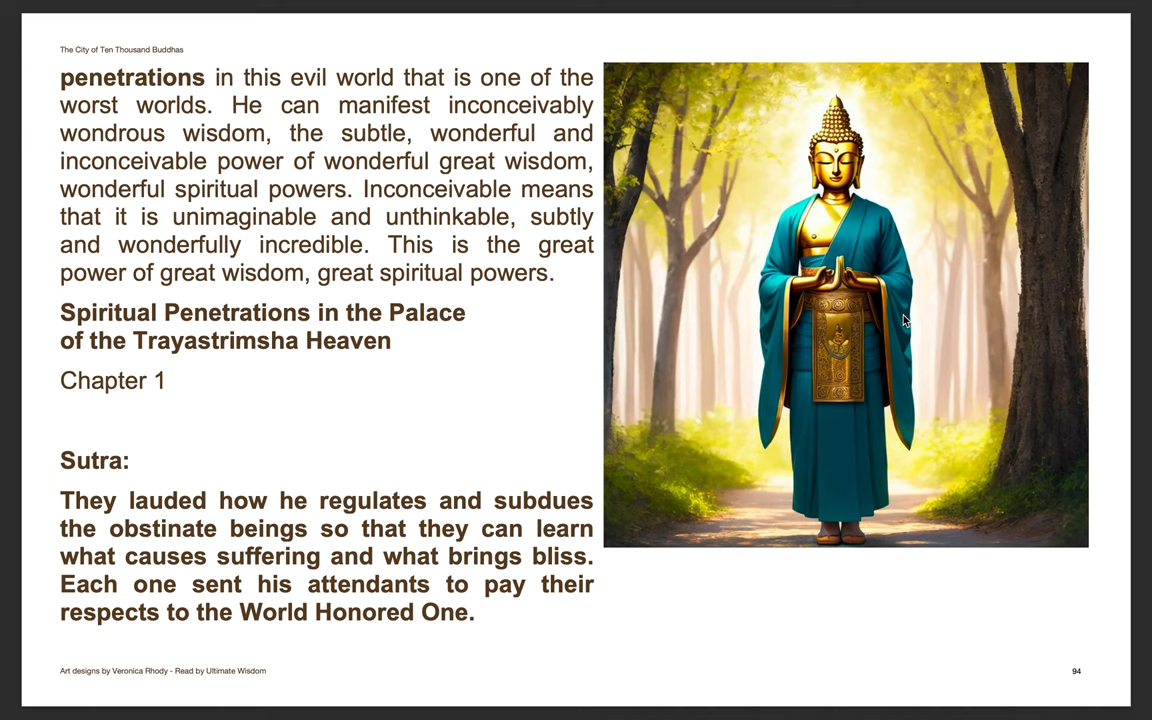 The City of Ten Thousand Buddhas
penetrations in this evil world that is one of the
worst worlds. He can manifest inconceivably
wondrous wisdom, the subtle, wonderful and
inconceivable power of wonderful great wisdom,
wonderful spiritual powers. Inconceivable means
that it is unimaginable and unthinkable, subtly
and wonderfully incredible. This is the great
power of great wisdom, great spiritual powers.
Spiritual Penetrations in the Palace
of the Trayastrimsha Heaven
Chapter 1
Sutra:
They lauded how he regulates and subdues
the obstinate beings so that they can learn
what causes suffering and what brings bliss.
Each one sent his attendants to pay their
respects to the World Honored One.
Art designs by Veronica Rhody - Read by Ultimate Wisdom
94